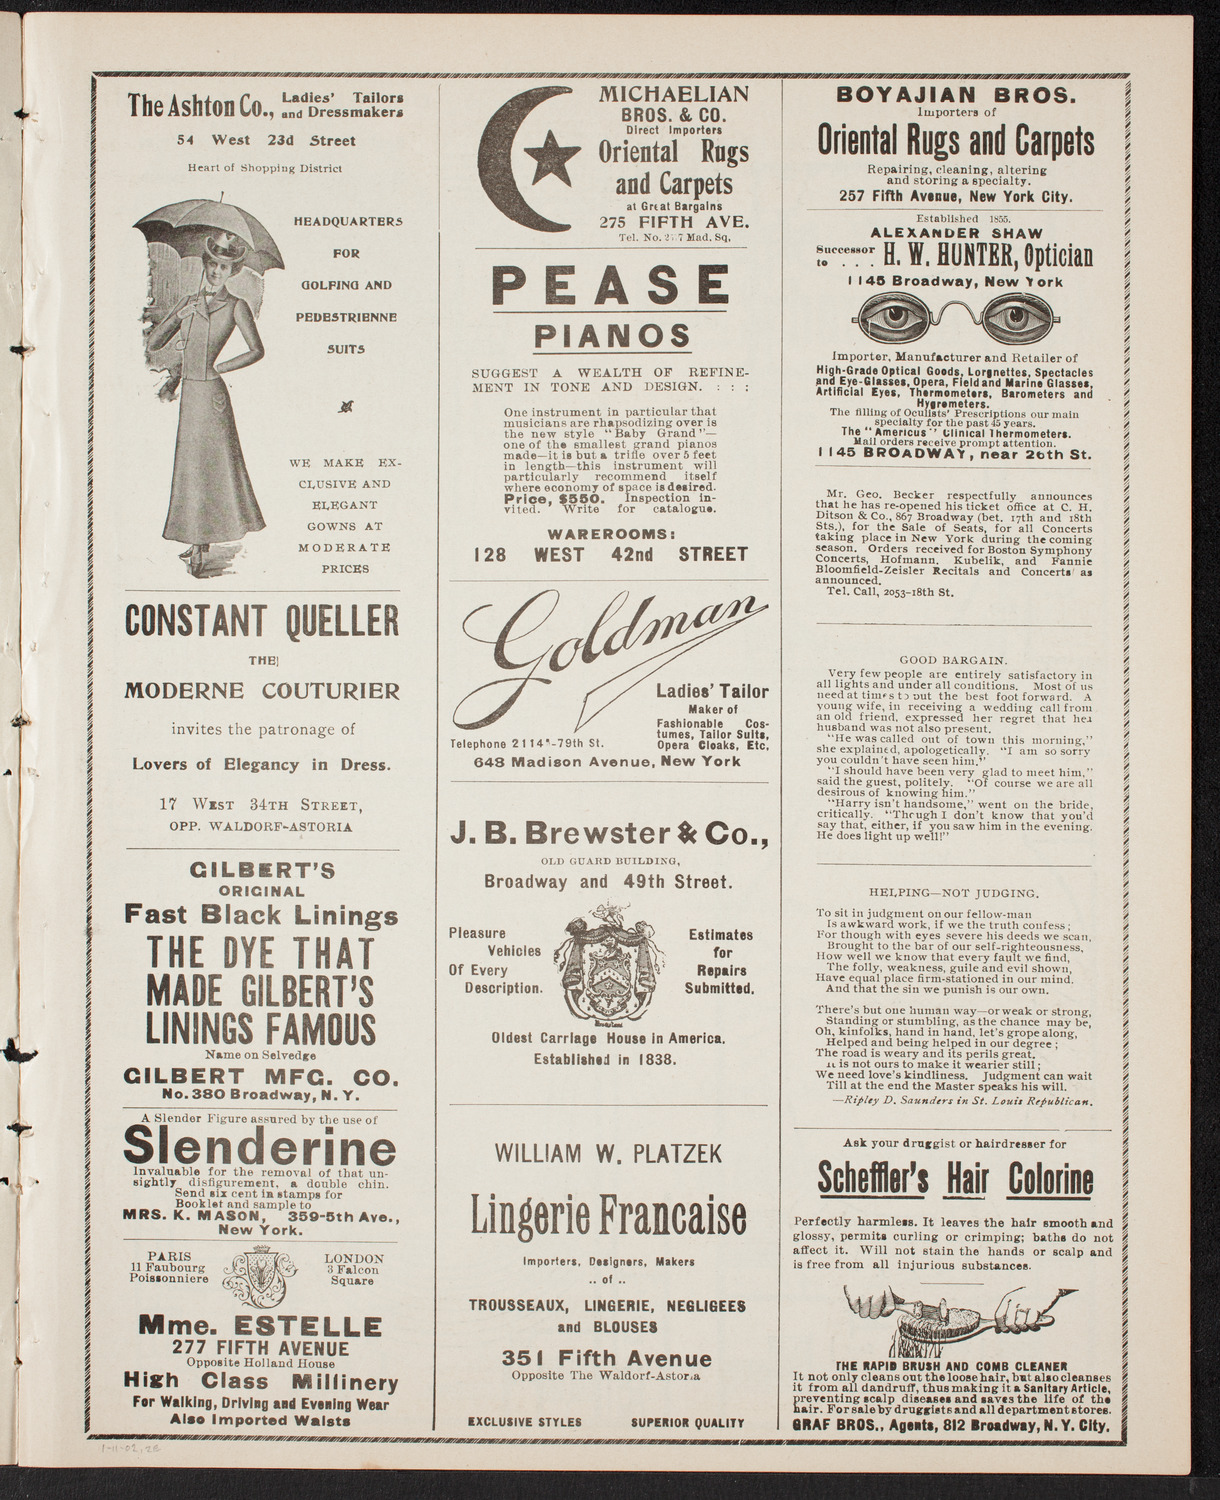 The Ashton Co., Ladies' Tailors
and Dressmakers
54 West 23d Street
Heart of Shopping District
HEADQUARTERS
FOR
GOLFING AND
PEDESTRIENNE
SUITS
WE MAKE EX-
CLUSIVE AND
ELEGANT
GOWNS AT
MODERATE
PRICES
CONSTANT QUELLER
THE
MODERNE COUTURIER
invites the patronage of
Lovers of Elegancy in Dress.
17 WEST 34TH STREET,
OPP. WALDORF-ASTORIA
GILBERT'S
ORIGINAL
Fast Black Linings
THE DYE THAT
MADE GILBERT'S
LININGS FAMOUS
Name on Selvedge
GILBERT MFG. CO.
No. 380 Broadway, N. Y.
A Slender Figure assured by the use of
Slenderine
Invaluable for the removal of that un-
sightly disfigurement, a double chin.
Send six cent in stamps for
Booklet and sample to
MRS. K. MASON, 359-5th Ave.,
New York.
PARIS
11 Faubourg
Poissonniere
LONDON
3 Falcon
Square
Mme. ESTELLE
277 FIFTH AVENUE
Opposite Holland House
High Class Millinery
For Walking, Driving and Evening Wear
Also Imported Waists
1-11-02, 2E
MICHAELIAN
BROS. & CO.
Direct Importers
Oriental Rugs
and Carpets
at Great Bargains
275 FIFTH AVE.
Tel. No. Mad. Sq.
PEASE
PIANOS
SUGGEST A WEALTH OF REFINE-
MENT IN TONE AND DESIGN. : : :
One instrument in particular that
musicians are rhapsodizing over is
the new style "Baby Grand"—
one of the smallest grand pianos
made—it is but a trifle over 5 feet
in length—this instrument will
particularly recommend itself
where economy of space is desired.
Price, $550. Inspection in-
vited. Write for catalogue.
WAREROOMS:
128 WEST 42nd STREET
Goldman
Ladies' Tailor
Maker of
Fashionable Cos-
tumes, Tailor Suits,
Opera Cloaks, Etc.
Telephone 2114ª-79th St.
648 Madison Avenue, New York
J. B. Brewster & Co.,
OLD GUARD BUILDING,
Broadway and 49th Street.
Pleasure
Vehicles
Of Every
Description.
Estimates
for
Repairs
Submitted.
Oldest Carriage House in America.
Established in 1838.
WILLIAM W. PLATZEK
Lingerie Francaise
Importers, Designers, Makers
.. of ..
TROUSSEAUX, LINGERIE, NEGLIGEES
and BLOUSES
351 Fifth Avenue
Opposite The Waldorf-Astoria
EXCLUSIVE STYLES SUPERIOR QUALITY
BOYAJIAN BROS.
Importers of
Oriental Rugs and Carpets
Repairing, cleaning, altering
and storing a specialty.
257 Fifth Avenue, New York City.
Established 1855.
ALEXANDER SHAW
Successor to . . . H. W. HUNTER, Optician
1145 Broadway, New York
Importer, Manufacturer and Retailer of
High-Grade Optical Goods, Lorgnettes, Spectacles
and Eye-Glasses, Opera, Field and Marine Glasses,
Artificial Eyes, Thermometers, Barometers and
Hygrometers.
The filling of Oculists' Prescriptions our main
specialty for the past 45 years.
The "Americus" Clinical Thermometers.
Mail orders receive prompt attention.
1145 BROADWAY, near 26th St.
Mr. Geo. Becker respectfully announces
that he has re-opened his ticket office at C. H.
Ditson & Co., 867 Broadway (bet. 17th and 18th
Sts.), for the Sale of Seats, for all Concerts
taking place in New York during the coming
season. Orders received for Boston Symphony
Concerts, Hofmann, Kubelik, and Fannie
Bloomfield-Zeisler Recitals and Concerts as
announced.
Tel. Call, 2053-18th St.
GOOD BARGAIN.
Very few people are entirely satisfactory in
all lights and under all conditions. Most of us
need at times to put the best foot forward. A
young wife, in receiving a wedding call from
an old friend, expressed her regret that her
husband was not also present.
"He was called out of town this morning,"
she explained, apologetically. "I am so sorry
you couldn't have seen him."
"I should have been very glad to meet him,"
said the guest, politely. "Of course we are all
desirous of knowing him."
"Harry isn't handsome," went on the bride,
critically. "Though I don't know that you'd
say that, either, if you saw him in the evening.
He does light up well!"
HELPING—NOT JUDGING.
To sit in judgment on our fellow-man
Is awkward work, if we the truth confess;
For though with eyes severe his deeds we scan,
Brought to the bar of our self-righteousness,
How well we know that every fault we find,
The folly, weakness, guile and evil shown,
Have equal place firm-stationed in our mind.
And that the sin we punish is our own.
There's but one human way—or weak or strong,
Standing or stumbling, as the chance may be,
Oh, kinfolks, hand in hand, let's grope along,
Helped and being helped in our degree;
The road is weary and its perils great,
It is not ours to make it wearier still;
We need love's kindliness. Judgment can wait
Till at the end the Master speaks his will.
—Ripley D. Saunders in St. Louis Republican.
Ask your druggist or hairdresser for
Scheffler's Hair Colorine
Perfectly harmless. It leaves the hair smooth and
glossy, permits curling or crimping; baths do not
affect it. Will not stain the hands or scalp and
is free from all injurious substances.
THE RAPID BRUSH AND COMB CLEANER
It not only cleans out the loose hair, but also cleanses
it from all dandruff, thus making it a Sanitary Article,
preventing scalp diseases and saves the life of the
hair. For sale by druggists and all department stores.
GRAF BROS., Agents, 812 Broadway, N. Y. City.